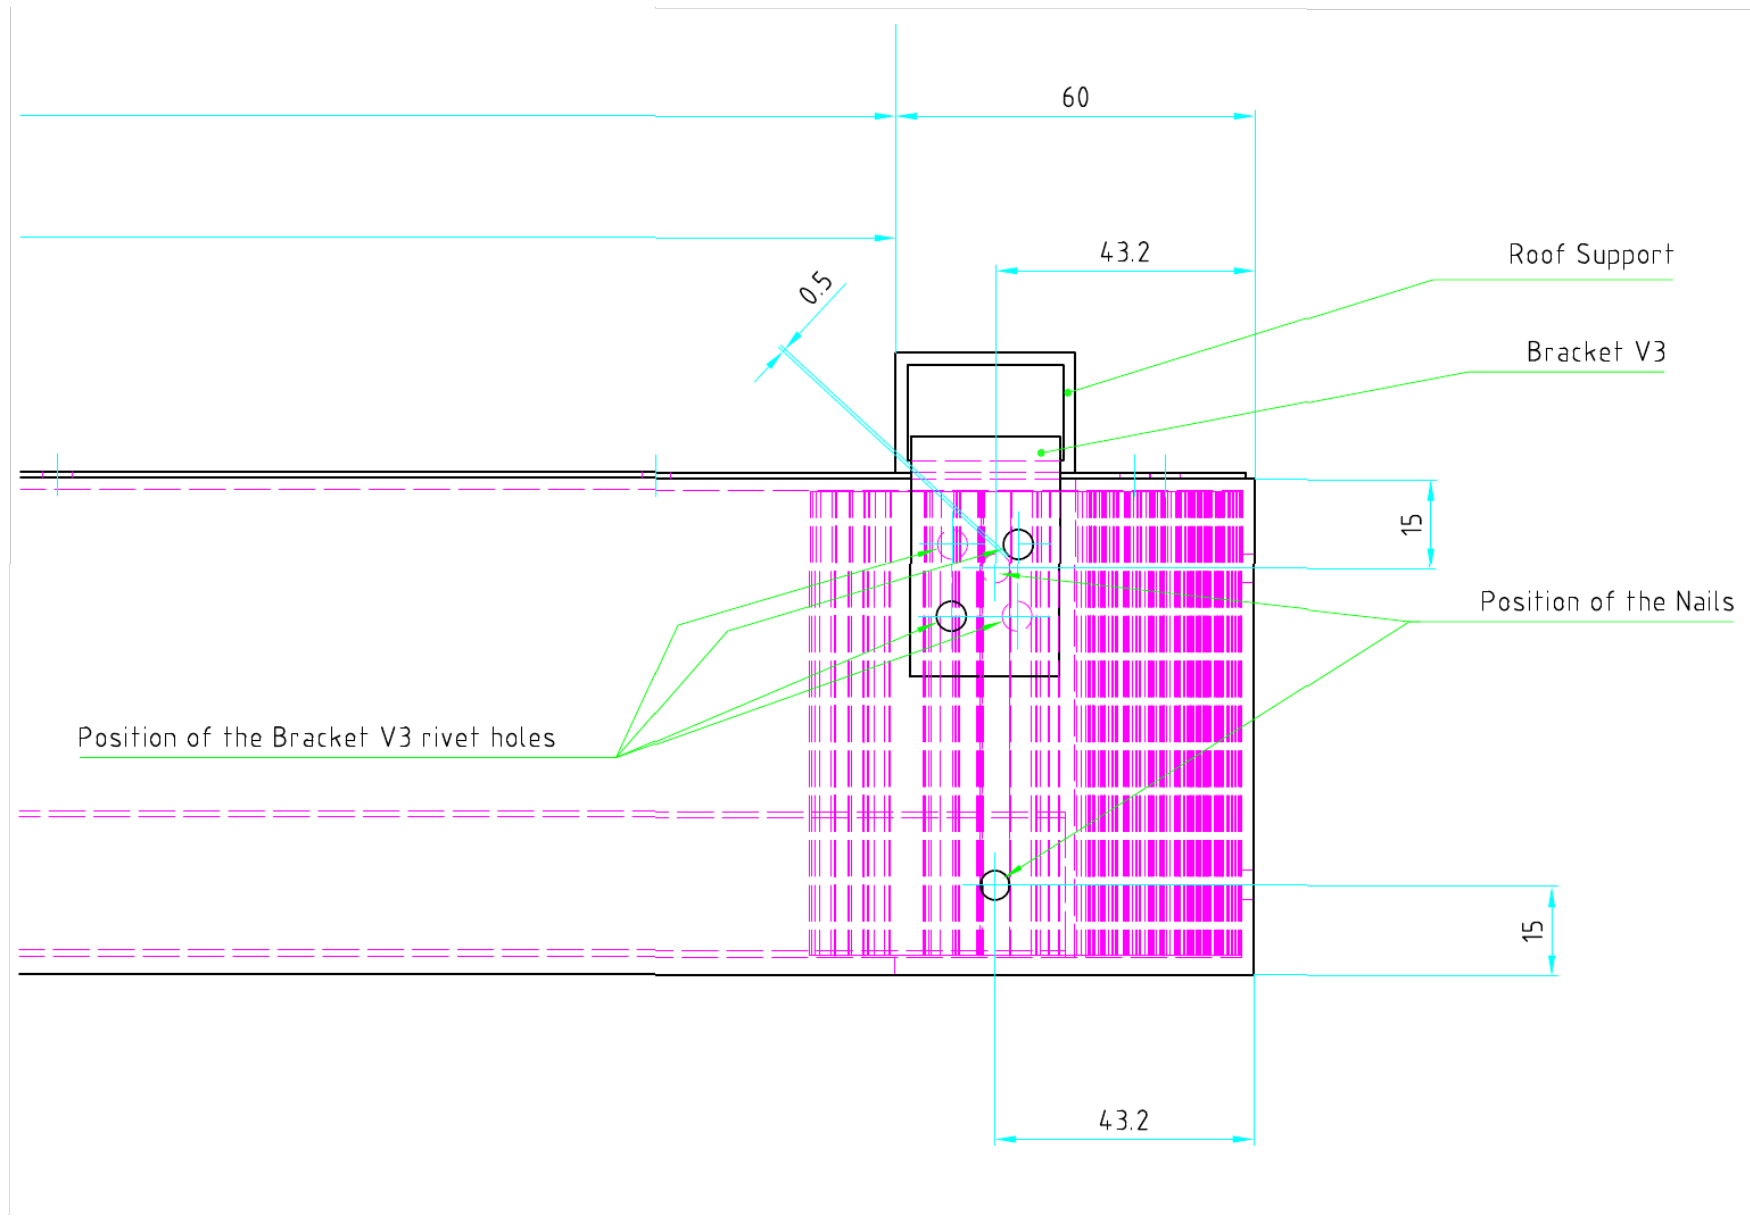 60
43.2
Roof Support
0.5
Bracket V3
15
Position of the Nails
Position of the Bracket V3 rivet holes
15
43.2